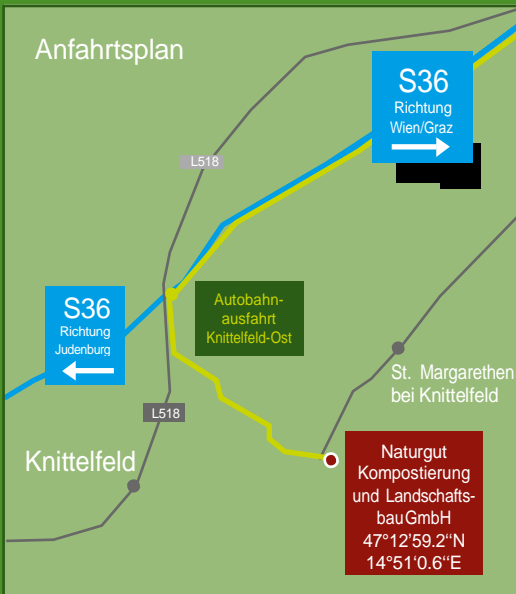 Anfahrtsplan
S36
Richtung
Wien/Graz
L518
Autobahn-
ausfahrt
Knittelfeld-Ost
S36
Richtung
Judenburg
St. Margarethen
bei Knittelfeld
L518
Knittelfeld
Naturgut
Kompostierung
und Landschafts-
bau GmbH
47°12‘59.2“N
14°51‘0.6“E